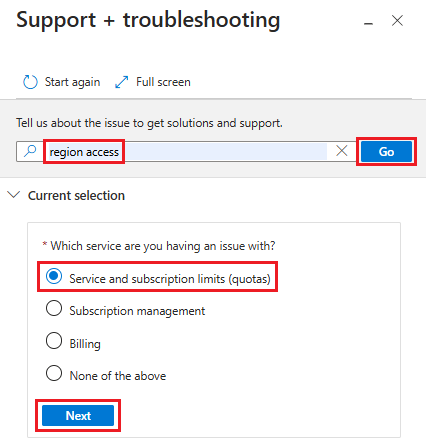 Support + troubleshooting
Start again
Full screen
Tell us about the issue to get solutions and support.
region access
Go
Current selection
* Which service are you having an issue with?
Service and subscription limits (quotas)
Subscription management
Billing
None of the above
Next